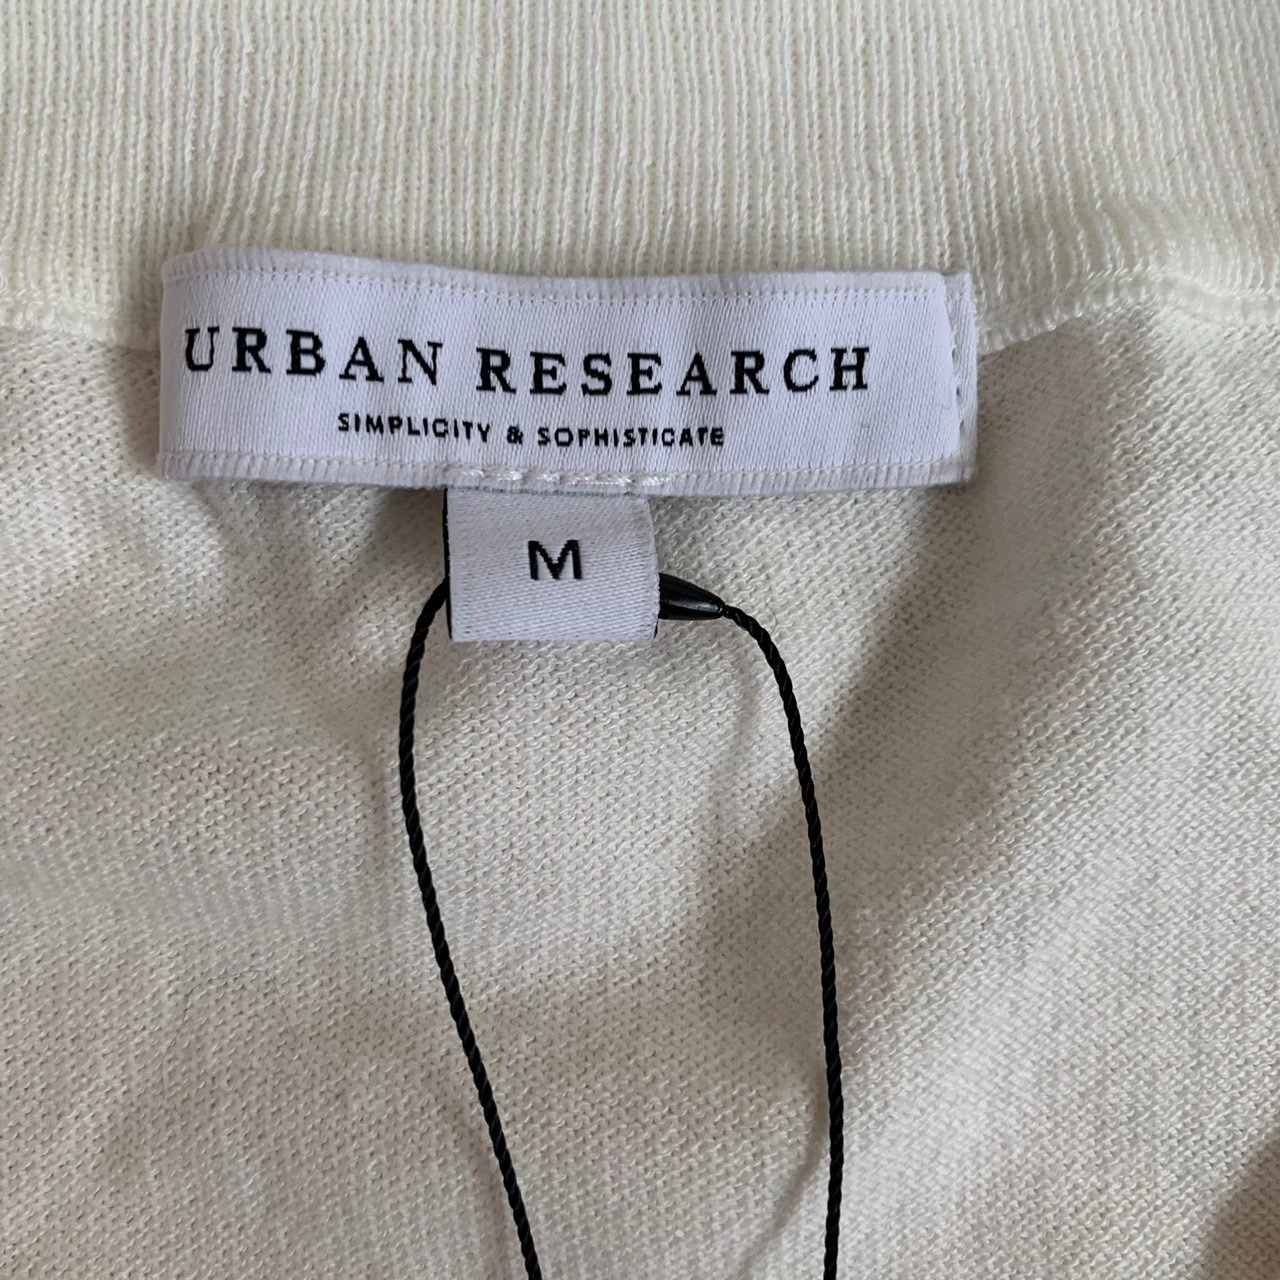 URBAN RESEARCH
SIMPLICITY & SOPHISTICATE
M